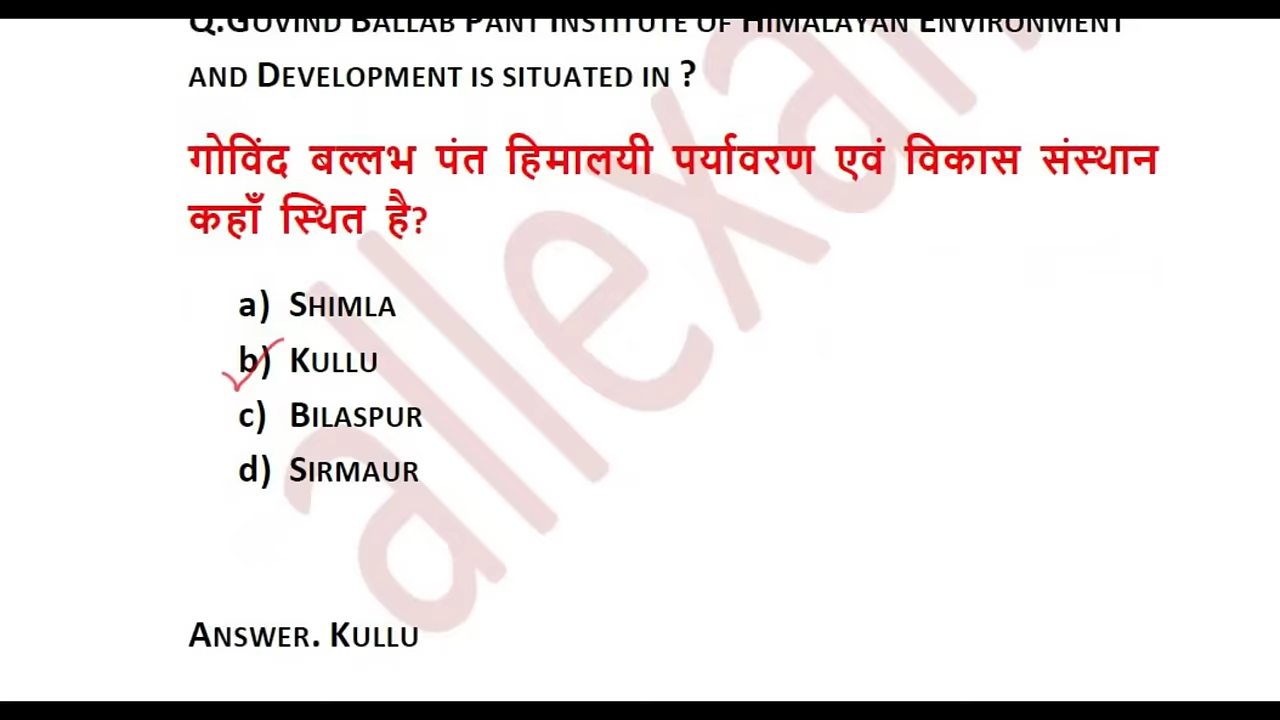 Q.GOVIND BALLAB PANT INSTITUTE OF HIMALAYAN ENVIRONMENT
AND DEVELOPMENT IS SITUATED IN ?
गोविंद बल्लभ पंत हिमालयी पर्यावरण एवं विकास संस्थान
कहाँ स्थित है?
a) SHIMLA
b) KULLU
c) BILASPUR
d) SIRMAUR
ANSWER. KULLU
allexa